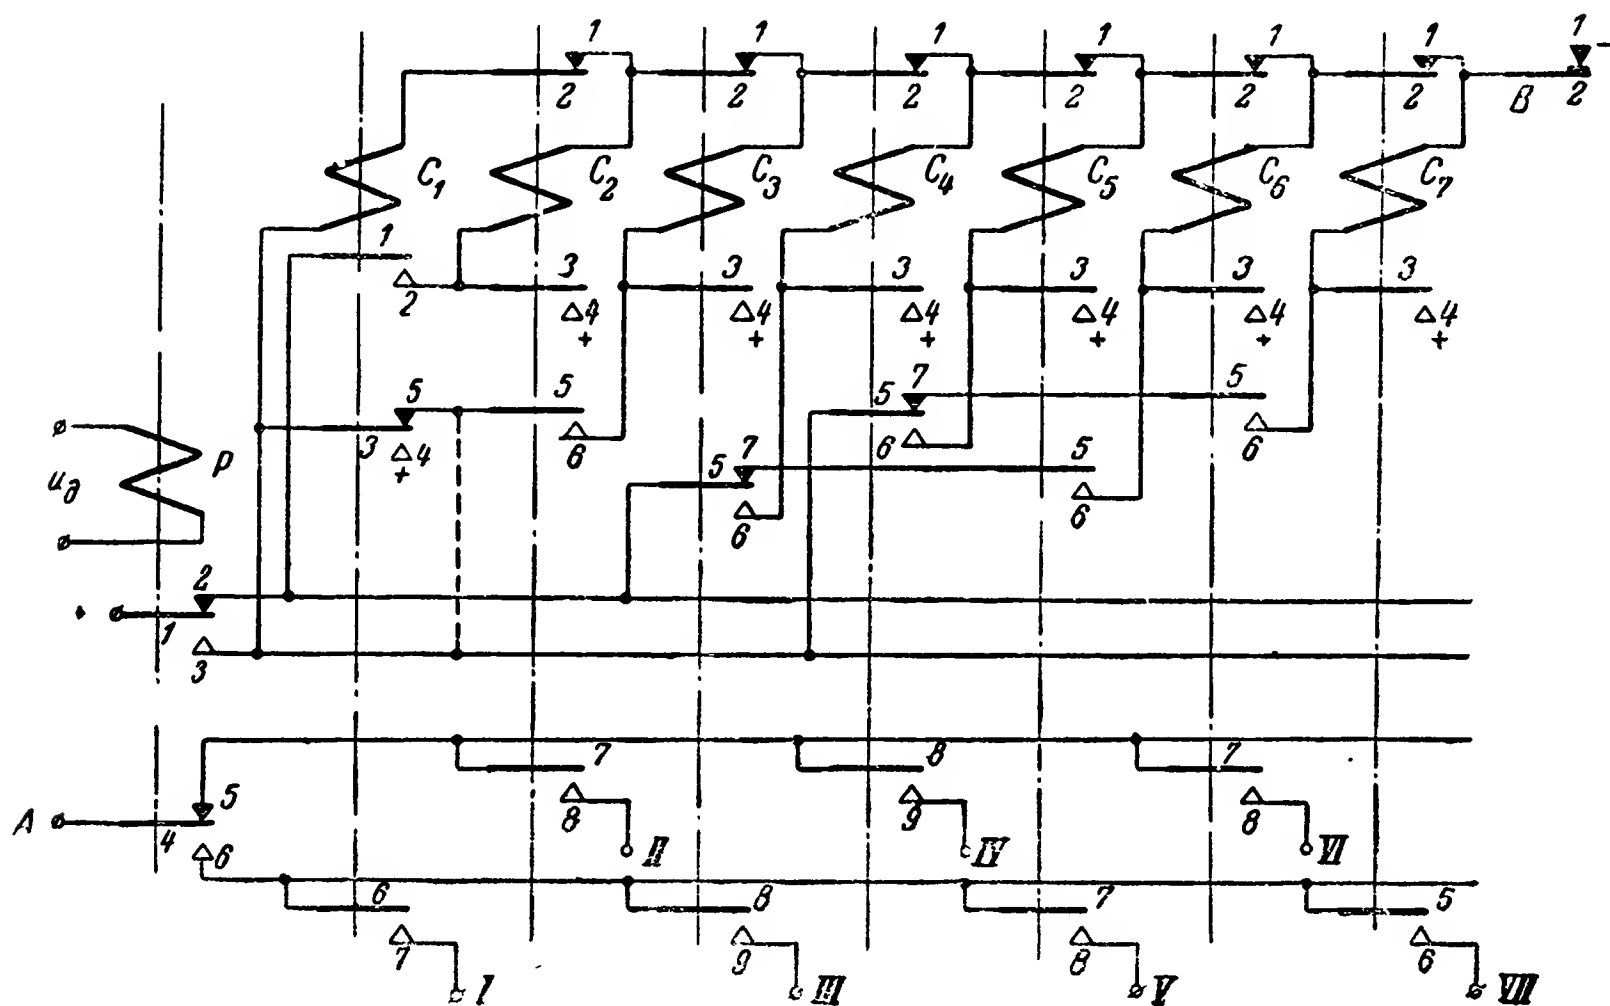 1 1 1 1 1 1 1 -
2 2 2 2 2 2 B 2
C1 C2 C3 C4 C5 C6 C7
1
2 3 3 3 3 3 3
4 4 4 4 4 4
+ + + + + +
5 5 5 7 5
3 4 6 6 6
+
5 7 5
6 6
P
uд
+ 2
1
3
7 8 7
A 4 5
8 9 8
II IV VI
6
6 8 7 5
7 9 8 6
I III V VII